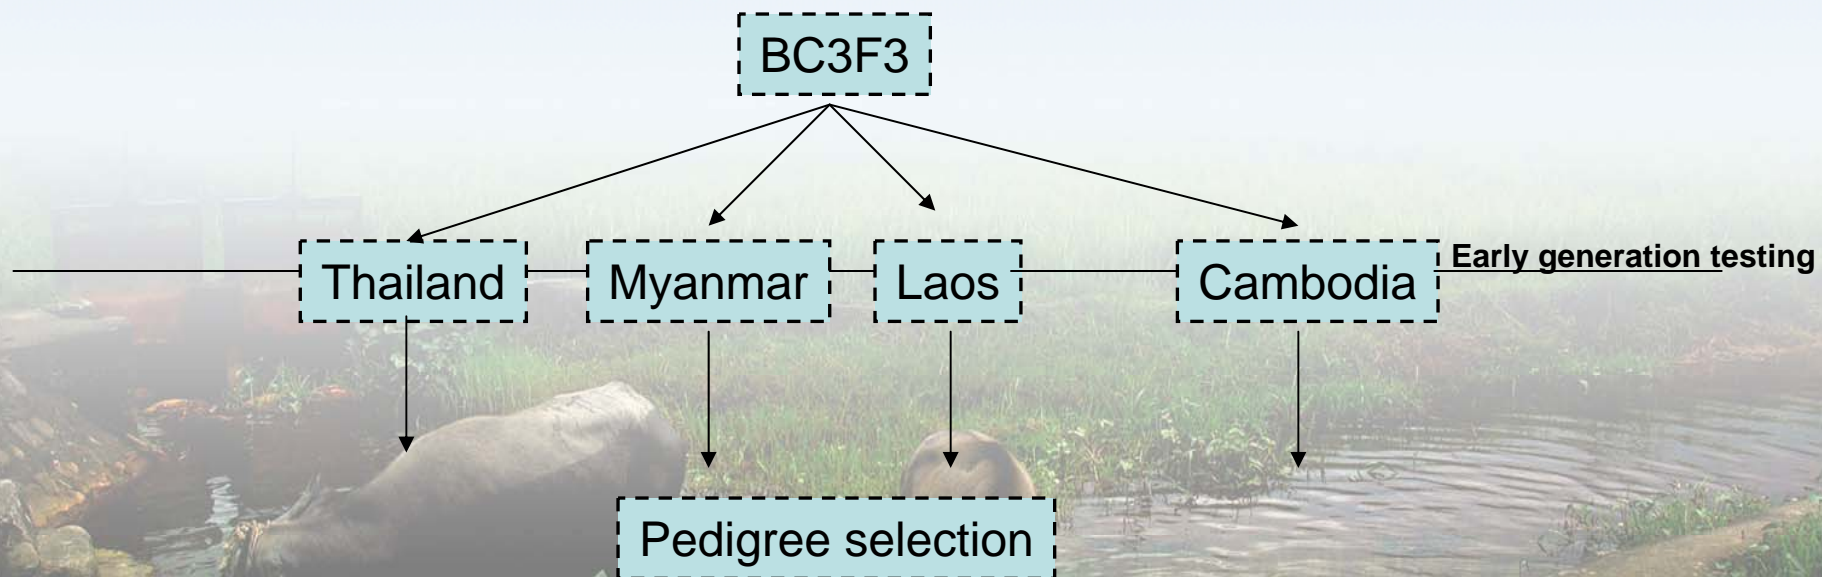 BC3F3
Thailand
Myanmar
Laos
Cambodia
Early generation testing
Pedigree selection